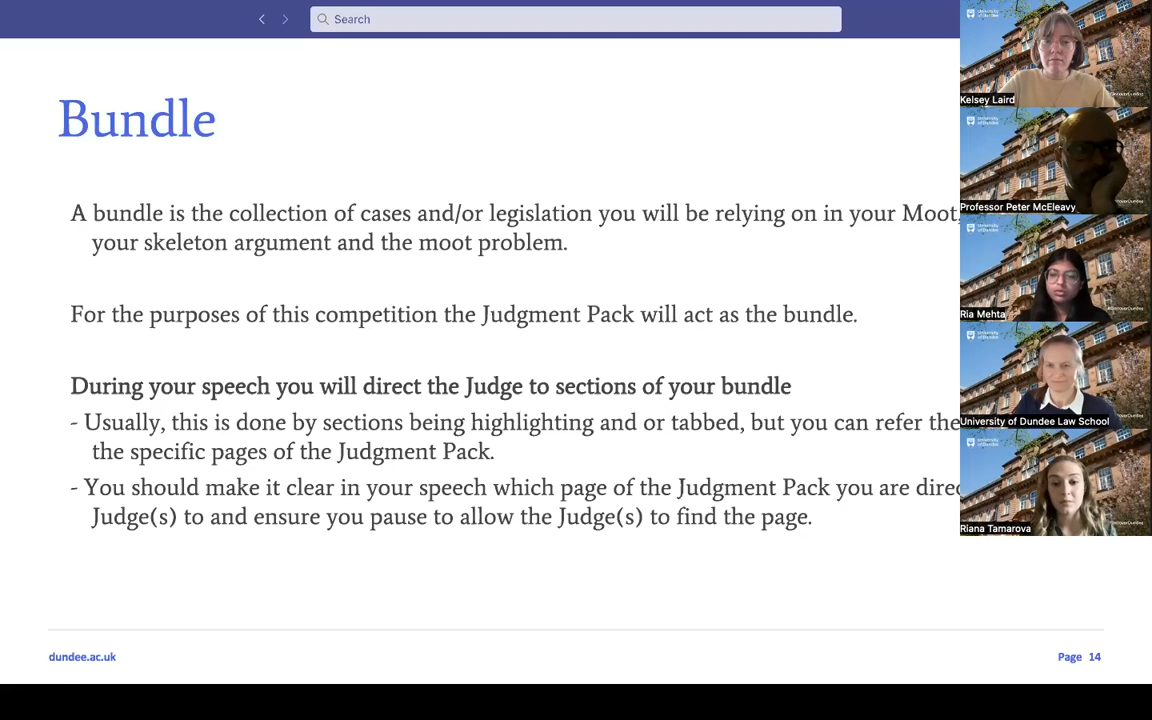 Search
Bundle
A bundle is the collection of cases and/or legislation you will be relying on in your Moot,
your skeleton argument and the moot problem.
For the purposes of this competition the Judgment Pack will act as the bundle.
During your speech you will direct the Judge to sections of your bundle
- Usually, this is done by sections being highlighting and or tabbed, but you can refer the
the specific pages of the Judgment Pack.
- You should make it clear in your speech which page of the Judgment Pack you are direc
Judge(s) to and ensure you pause to allow the Judge(s) to find the page.
dundee.ac.uk
Page 14
Kelsey Laird
Professor Peter McEleavy
Ria Mehta
University of Dundee Law School
Riana Tamarova